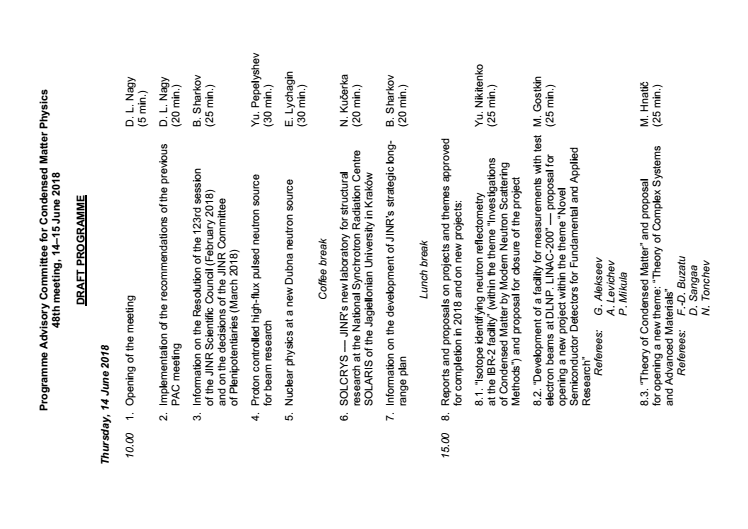 Programme Advisory Committee for Condensed Matter Physics
48th meeting, 14–15 June 2018
DRAFT PROGRAMME
Thursday, 14 June 2018
10.00 1. Opening of the meeting D. L. Nagy
(5 min.)
2. Implementation of the recommendations of the previous D. L. Nagy
PAC meeting (20 min.)
3. Information on the Resolution of the 123rd session B. Sharkov
of the JINR Scientific Council (February 2018) (25 min.)
and on the decisions of the JINR Committee
of Plenipotentiaries (March 2018)
4. Proton controlled high-flux pulsed neutron source Yu. Pepelyshev
for beam research (30 min.)
5. Nuclear physics at a new Dubna neutron source E. Lychagin
(30 min.)
Coffee break
6. SOLCRYS — JINR's new laboratory for structural N. Kučerka
research at the National Synchrotron Radiation Centre (20 min.)
SOLARIS of the Jagiellonian University in Kraków
7. Information on the development of JINR's strategic long- B. Sharkov
range plan (20 min.)
Lunch break
15.00 8. Reports and proposals on projects and themes approved
for completion in 2018 and on new projects:
8.1. "Isotope identifying neutron reflectometry Yu. Nikitenko
at the IBR-2 facility" (within the theme "Investigations (25 min.)
of Condensed Matter by Modern Neutron Scattering
Methods") and proposal for closure of the project
8.2. "Development of a facility for measurements with test M. Gostkin
electron beams at DLNP. LINAC-200" — proposal for (25 min.)
opening a new project within the theme "Novel
Semiconductor Detectors for Fundamental and Applied
Research"
Referees: G. Alekseev
A. Levichev
P. Mikula
8.3. "Theory of Condensed Matter" and proposal M. Hnatič
for opening a new theme: "Theory of Complex Systems (25 min.)
and Advanced Materials"
Referees: F.-D. Buzatu
D. Sangaa
N. Tonchev